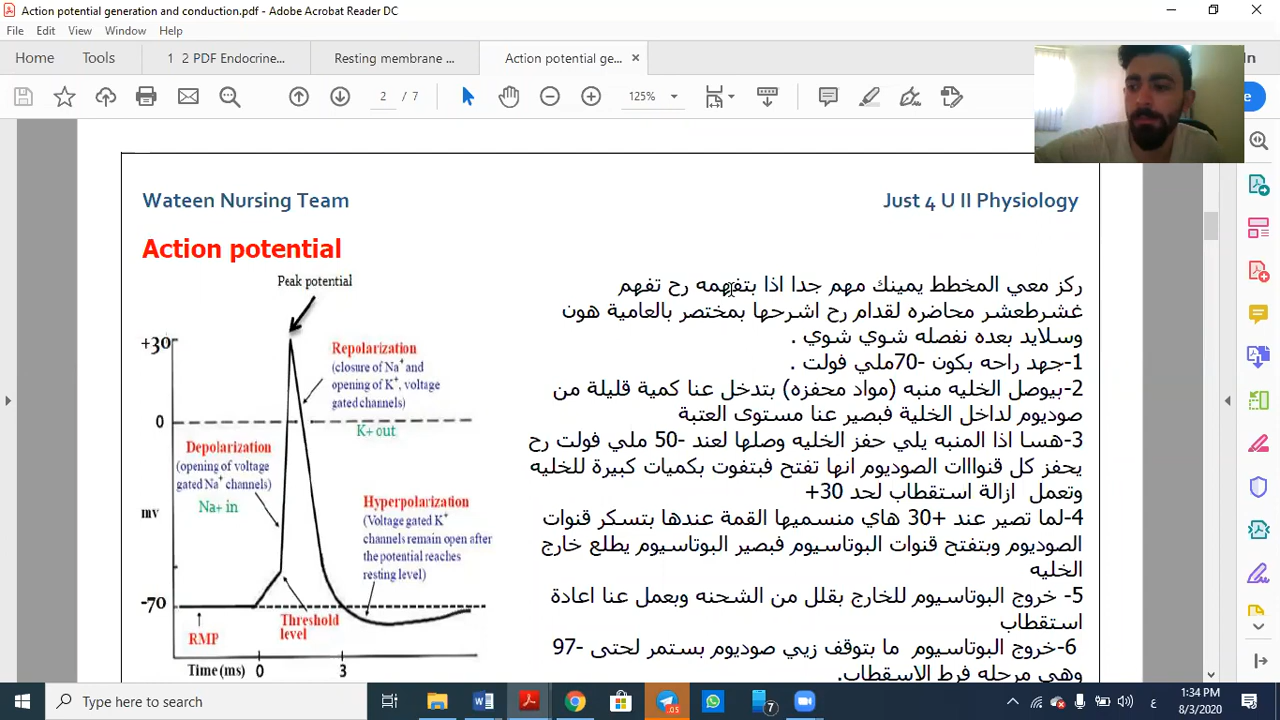 Action potential generation and conduction.pdf - Adobe Acrobat Reader DC
File Edit View Window Help
Home Tools 1 2 PDF Endocrine... Resting membrane ... Action potential ge... In
2 / 7 125%
Wateen Nursing Team
Just 4 U II Physiology
Action potential
Peak potential
+30
Repolarization
(closure of Na+ and
opening of K+, voltage
gated channels)
0
K+ out
Depolarization
(opening of voltage
gated Na+ channels)
Na+ in
mv
Hyperpolarization
(Voltage gated K+
channels remain open after
the potential reaches
resting level)
-70
RMP
Threshold
level
Time (ms) 0 3
ركز معي المخطط يمينك مهم جدا اذا بتفهمه رح تفهم
غشرطعشر محاضره لقدام رح اشرحها بمختصر بالعامية هون
وسلايد بعده نفصله شوي شوي .
1-جهد راحه بكون -70ملي فولت .
2-بيوصل الخليه منبه (مواد محفزه) بتدخل عنا كمية قليلة من
صوديوم لداخل الخلية فبصير عنا مستوى العتبة
3-هسا اذا المنبه يلي حفز الخليه وصلها لعند -50 ملي فولت رح
يحفز كل قنواات الصوديوم انها تفتح فبتفوت بكميات كبيرة للخليه
وتعمل ازالة استقطاب لحد 30+
4-لما تصير عند +30 هاي منسميها القمة عندها بتسكر قنوات
الصوديوم وبتفتح قنوات البوتاسيوم فبصير البوتاسيوم يطلع خارج
الخليه
5- خروج البوتاسيوم للخارج بقلل من الشحنه وبعمل عنا اعادة
استقطاب
6-خروج البوتاسيوم ما بتوقف زيي صوديوم بستمر لحتى -97
وهي مرحله فرط الاسقطاب.
Type here to search
05
7
ع
1:34 PM
8/3/2020